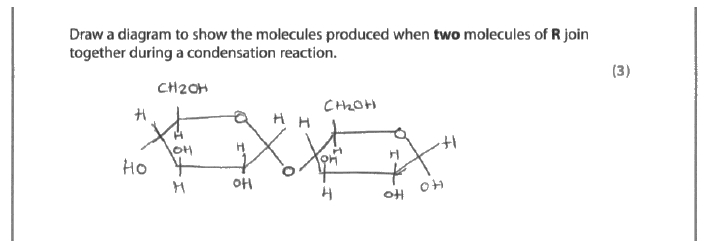 Draw a diagram to show the molecules produced when two molecules of R join
together during a condensation reaction.
(3)
CH2OH
CH2OH
H
O
H
H
O
H
H
OH
H
H
OH
H
HO
O
H
OH
H
OH
OH